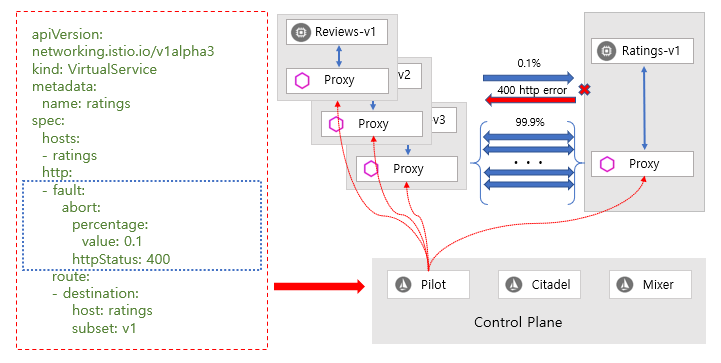 apiVersion:
networking.istio.io/v1alpha3
kind: VirtualService
metadata:
name: ratings
spec:
hosts:
- ratings
http:
- fault:
abort:
percentage:
value: 0.1
httpStatus: 400
route:
- destination:
host: ratings
subset: v1
Reviews-v1
Proxy
v2
Proxy
v3
Proxy
0.1%
400 http error
99.9%
. . .
Ratings-v1
Proxy
Pilot
Citadel
Mixer
Control Plane